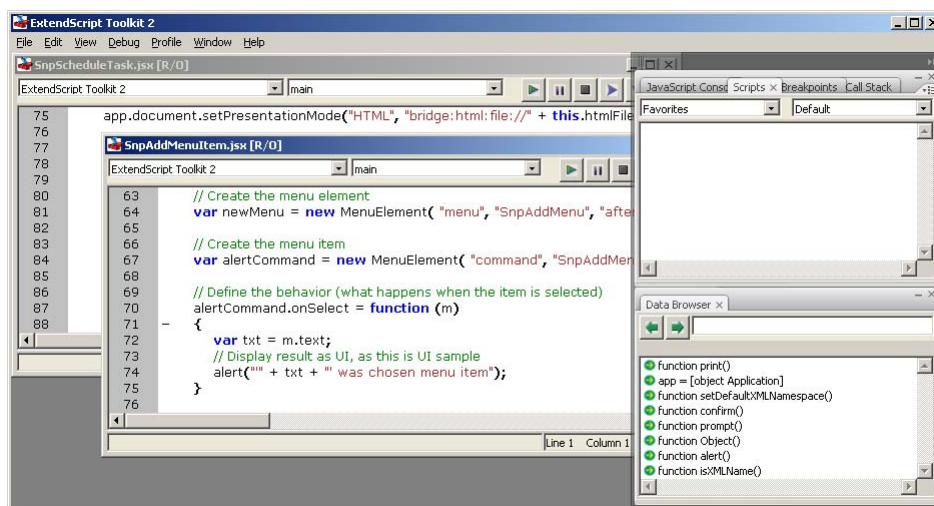 ExtendScript Toolkit 2
File Edit View Debug Profile Window Help
SnpScheduleTask.jsx [R/O]
ExtendScript Toolkit 2 main
75 app.document.setPresentationMode("HTML", "bridge:html:file://" + this.htmlFile
76
77
78
79
80
81
82
83
84
85
86
87
88
SnpAddMenuItem.jsx [R/O]
ExtendScript Toolkit 2 main
63 // Create the menu element
64 var newMenu = new MenuElement( "menu", "SnpAddMenu", "after
65
66 // Create the menu item
67 var alertCommand = new MenuElement( "command", "SnpAddMen
68
69 // Define the behavior (what happens when the item is selected)
70 alertCommand.onSelect = function (m)
71 {
72 var txt = m.text;
73 // Display result as UI, as this is UI sample
74 alert("'" + txt + "' was chosen menu item");
75 }
76
Line 1 Column 1
JavaScript Consc Scripts × Breakpoints Call Stack
Favorites Default
Data Browser ×
function print()
app = [object Application]
function setDefaultXMLNamespace()
function confirm()
function prompt()
function Object()
function alert()
function isXMLName()